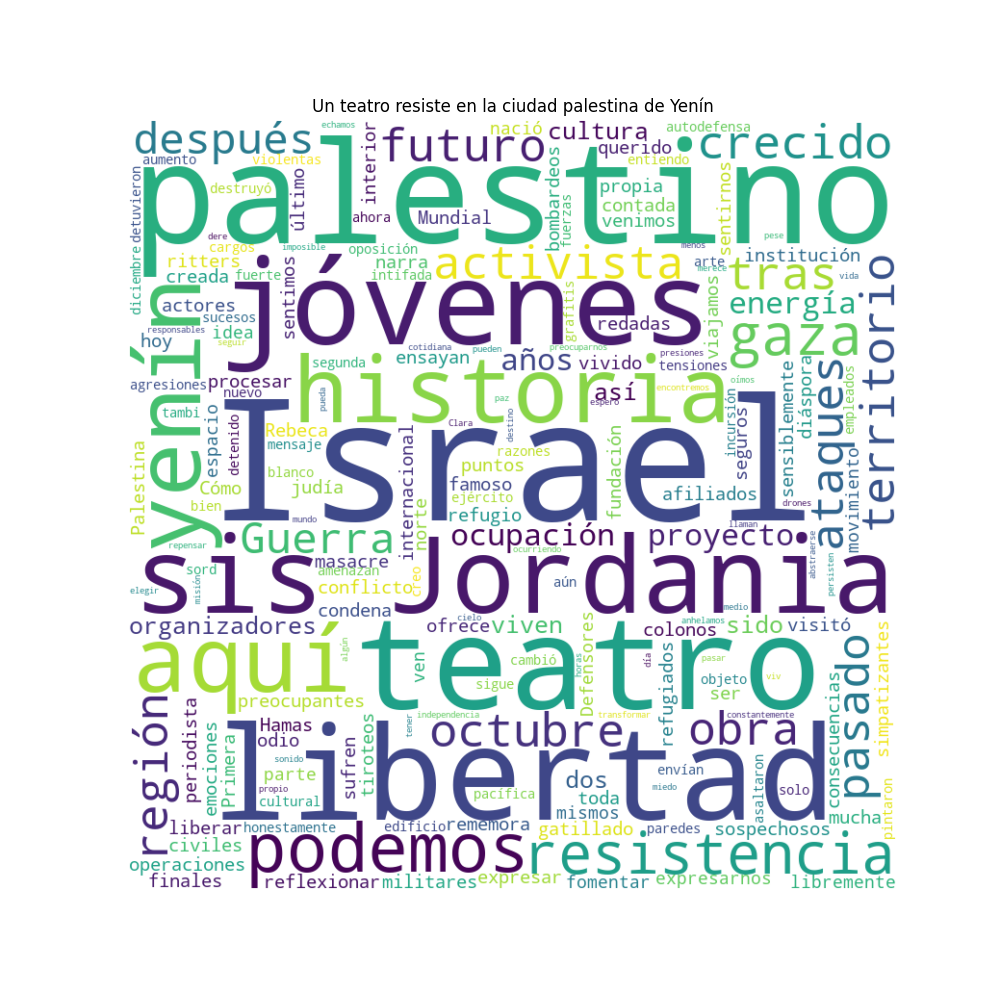 Un teatro resiste en la ciudad palestina de Yenín
echamos
después
palestino
interior
futuro
nació
cultura
autodefensa
crecido
aumento
violentas
querido
entiendo
diciembre
detuvieron
destruyó
último
bombardeos
fuerzas
propia
contada
venimos
sentirnos
ahora
Mundial
dere
cargos
ritters
creada
fuerte
imposible
oposición
narra
intifada
activista
menos
arte
merece
institución
pese
vida
tras
energía
territorio
yenín
actores
sucesos
hoy
idea
responsables
seguir
sentimos
jóvenes
grafitis
redadas
viajamos
gaza
cotidiana
pueden
preocuparnos
presiones
segunda
ensayan
años
vivido
tensiones
oímos
agresiones
procesar
nuevo
pueda
historia
así
encontremos
incursión
seguros
sensiblemente
diáspora
ataques
empleados
tambi
espacio
detenido
Rebeca
mensaje
paz
espero
Clara
destino
Israel
Palestina
Cómo
bien
blanco
judía
internacional
norte
razones
puntos
famoso
ejército
refugio
fundación
afiliados
drones
movimiento
mundo
Guerra
ocupación
llaman
proyecto
abstraerse
persisten
repensar
sord
misión
elegir
sis
masacre
amenazan
conflicto
condena
creo
ocurriendo
Jordania
aún
medio
organizadores
aquí
algún
ofrece
viven
cielo
teatro
Defensores
colonos
anhelamos
sido
visitó
ven
cambió
sigue
horas
día
pasar
refugiados
objeto
ser
viv
preocupantes
consecuencias
pasado
simpatizantes
región
periodista
emociones
Primera
Hamas
odio
sonido
parte
cultural
propio
libertad
sufren
tiroteos
tener
independencia
octubre
pacífica
transformar
dos
toda
mismos
envían
miedo
obra
constantemente
solo
asaltaron
mucha
pintaron
liberar
civiles
operaciones
finales
honestamente
edificio
rememora
gatillado
paredes
sospechosos
podemos
resistencia
reflexionar
militares
expresar
fomentar
expresarnos
libremente